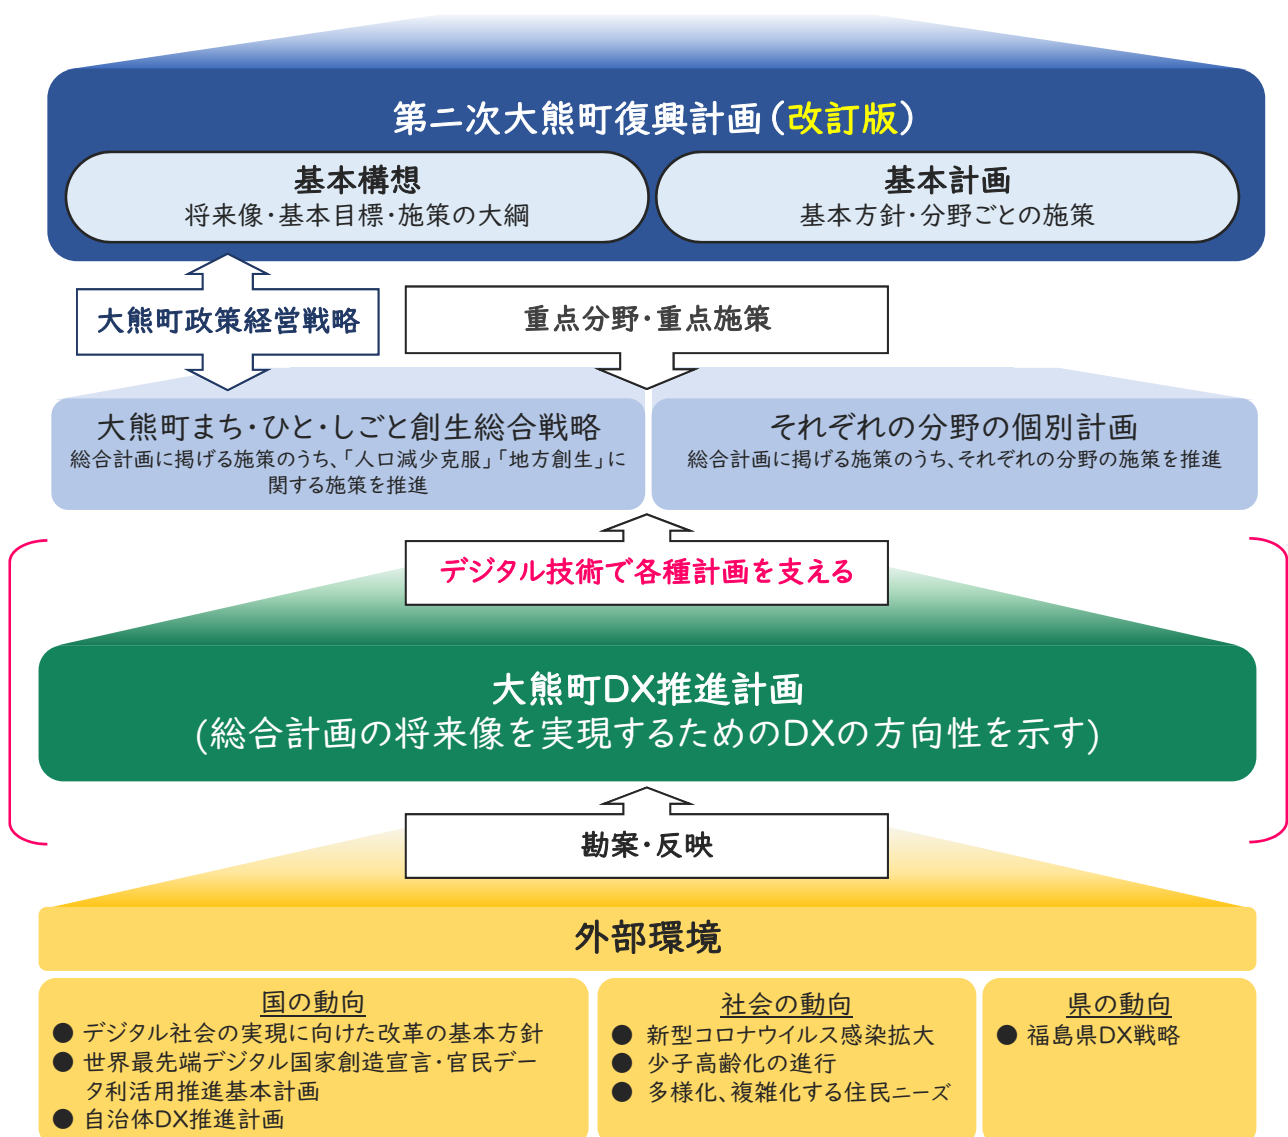 第二次大熊町復興計画(改訂版)
基本構想
将来像・基本目標・施策の大綱
基本計画
基本方針・分野ごとの施策
大熊町政策経営戦略
重点分野・重点施策
大熊町まち・ひと・しごと創生総合戦略
総合計画に掲げる施策のうち、「人口減少克服」「地方創生」に
関する施策を推進
それぞれの分野の個別計画
総合計画に掲げる施策のうち、それぞれの分野の施策を推進
デジタル技術で各種計画を支える
大熊町DX推進計画
(総合計画の将来像を実現するためのDXの方向性を示す)
勘案・反映
外部環境
国の動向
● デジタル社会の実現に向けた改革の基本方針
● 世界最先端デジタル国家創造宣言・官民デー
タ利活用推進基本計画
● 自治体DX推進計画
社会の動向
● 新型コロナウイルス感染拡大
● 少子高齢化の進行
● 多様化、複雑化する住民ニーズ
県の動向
● 福島県DX戦略